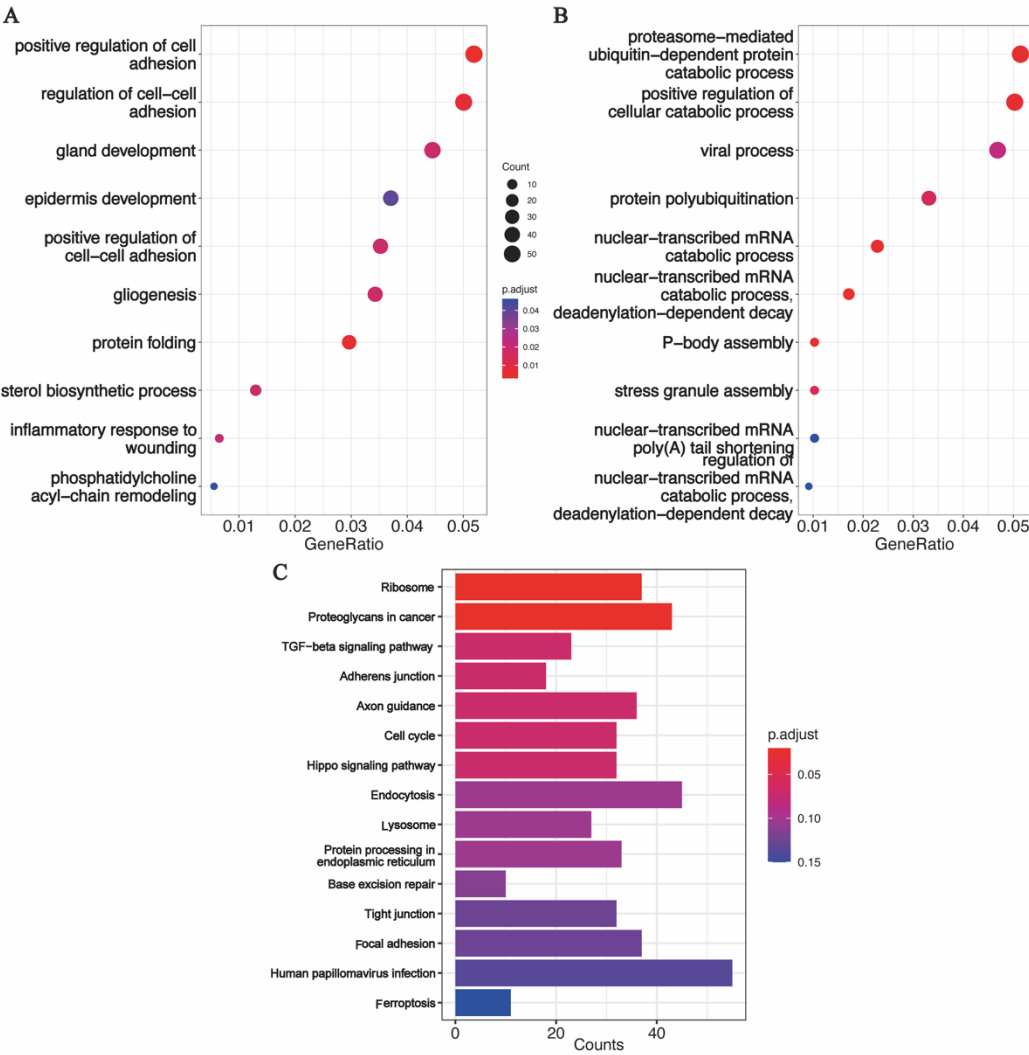 A
positive regulation of cell
adhesion
regulation of cell−cell
adhesion
gland development
epidermis development
positive regulation of
cell−cell adhesion
gliogenesis
protein folding
sterol biosynthetic process
inflammatory response to
wounding
phosphatidylcholine
acyl−chain remodeling
0.01 0.02 0.03 0.04 0.05
GeneRatio
Count
10
20
30
40
50
p.adjust
0.04
0.03
0.02
0.01
B
proteasome−mediated
ubiquitin−dependent protein
catabolic process
positive regulation of
cellular catabolic process
viral process
protein polyubiquitination
nuclear−transcribed mRNA
catabolic process
nuclear−transcribed mRNA
catabolic process,
deadenylation−dependent decay
P−body assembly
stress granule assembly
nuclear−transcribed mRNA
poly(A) tail shortening
regulation of
nuclear−transcribed mRNA
catabolic process,
deadenylation−dependent decay
0.01 0.02 0.03 0.04 0.05
GeneRatio
C
Ribosome
Proteoglycans in cancer
TGF−beta signaling pathway
Adherens junction
Axon guidance
Cell cycle
Hippo signaling pathway
Endocytosis
Lysosome
Protein processing in
endoplasmic reticulum
Base excision repair
Tight junction
Focal adhesion
Human papillomavirus infection
Ferroptosis
0 20 40
Counts
p.adjust
0.05
0.10
0.15